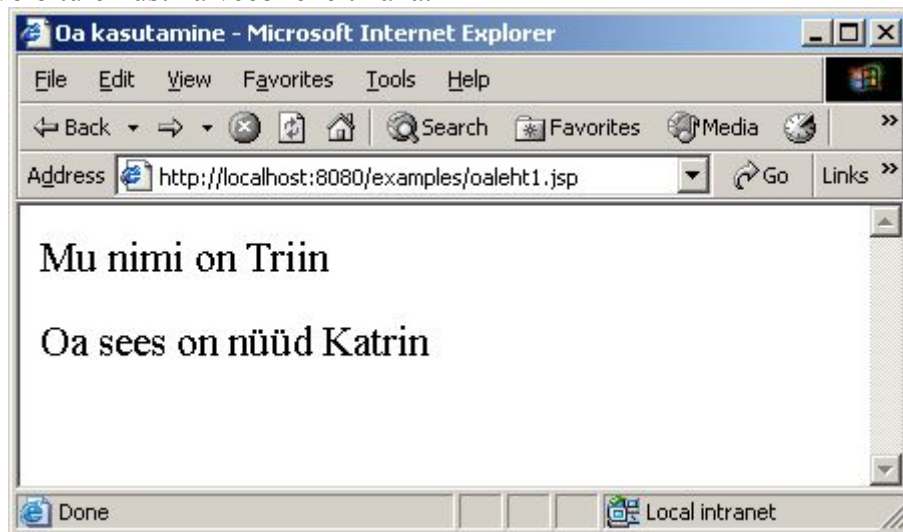 Oa kasutamine - Microsoft Internet Explorer
File Edit View Favorites Tools Help
Back Search Favorites Media »
Address http://localhost:8080/examples/oaleht1.jsp Go Links »
Mu nimi on Triin
Oa sees on nüüd Katrin
Done Local intranet